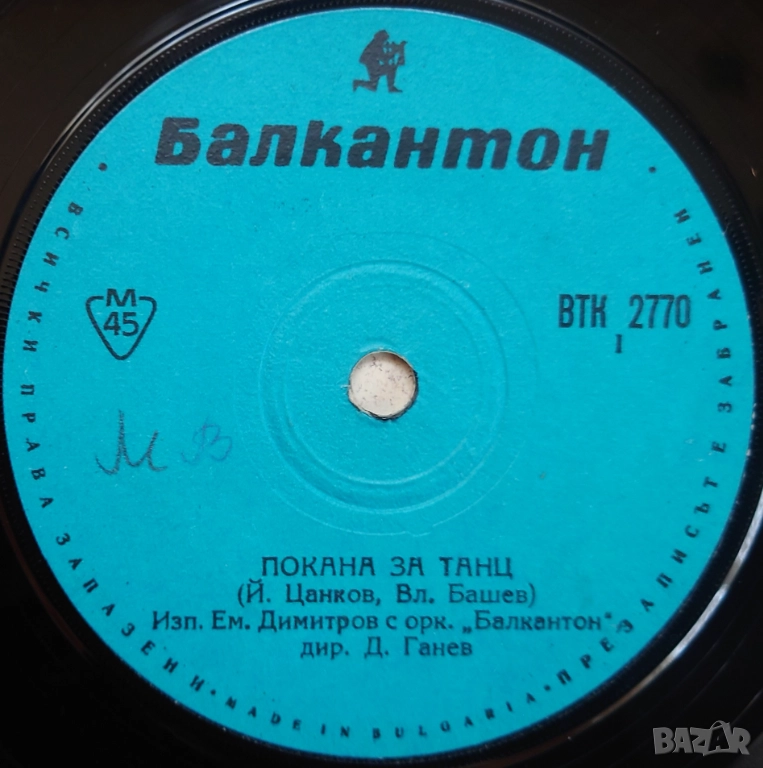 Балкантон
М
45
ВТК 2770
I
М В
ПОКАНА ЗА ТАНЦ
(Й. Цанков, Вл. Башев)
Изп. Ем. Димитров с орк. „Балкантон"
дир. Д. Ганев
• ВСИЧКИ ПРАВА ЗАПАЗЕНИ • MADE IN BULGARIA • ПРЕЗАПИСЪТ Е ЗАБРАНЕН •
BAZAR